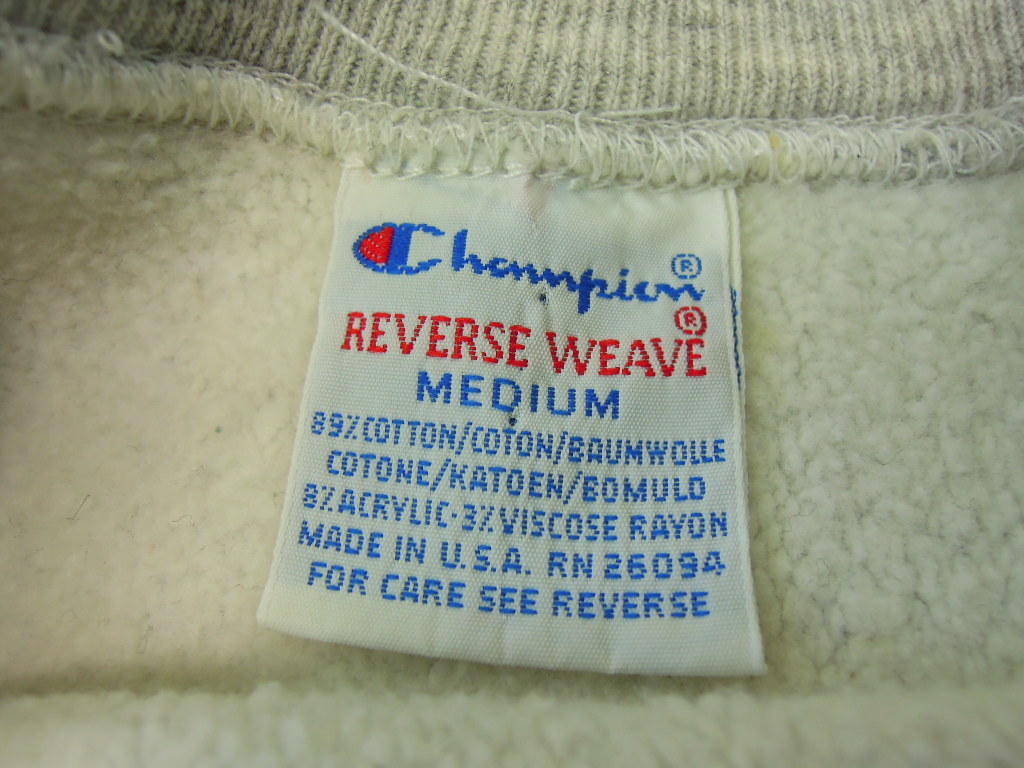 Champion®
REVERSE WEAVE®
MEDIUM
89% COTTON/COTON/BAUMWOLLE
COTONE/KATOEN/BOMULD
8% ACRYLIC·3% VISCOSE RAYON
MADE IN U.S.A. RN 26094
FOR CARE SEE REVERSE